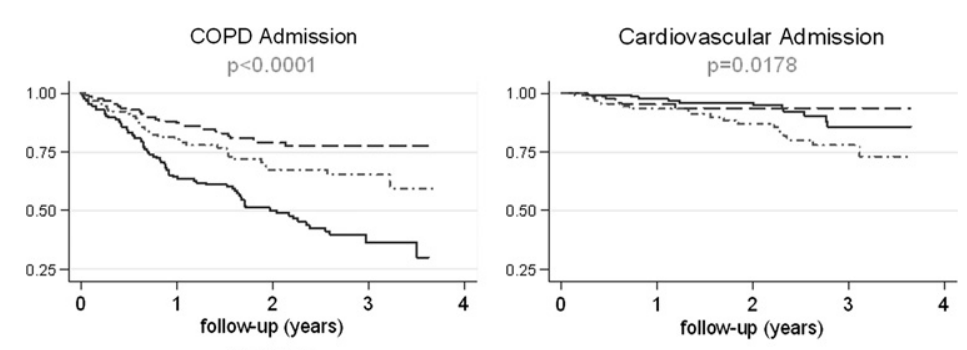 COPD Admission
p<0.0001
1.00
0.75
0.50
0.25
0 1 2 3 4
follow-up (years)
Cardiovascular Admission
p=0.0178
1.00
0.75
0.50
0.25
0 1 2 3 4
follow-up (years)